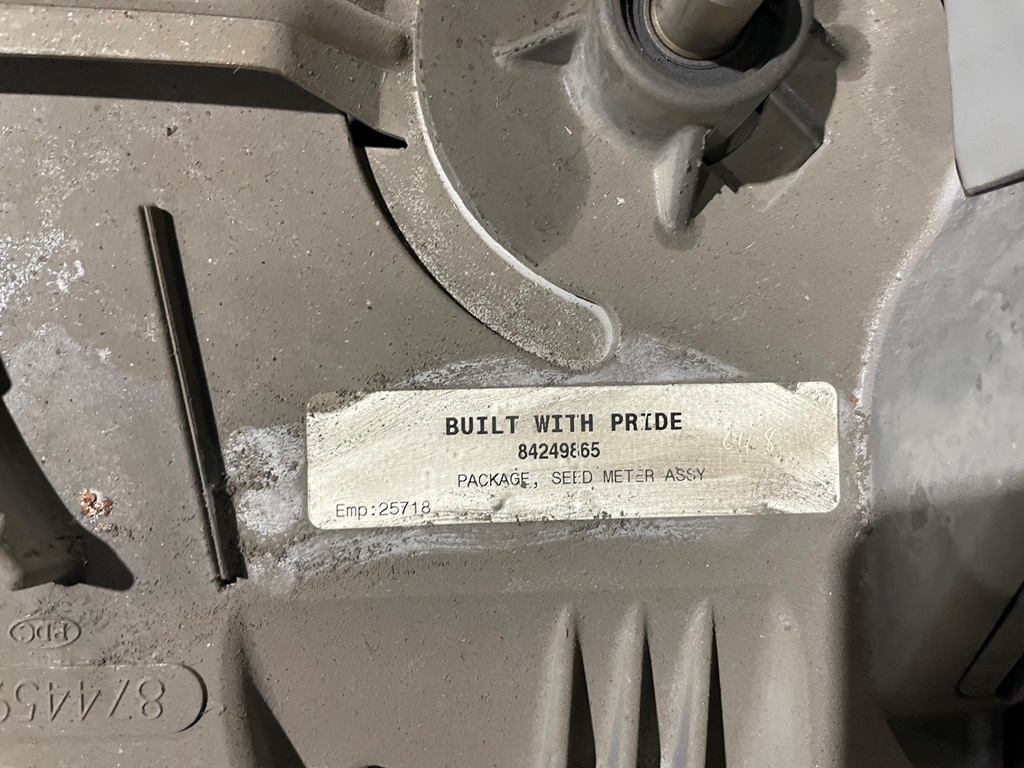 BUILT WITH PRIDE
84249865
PACKAGE, SEED METER ASSY
Emp:25718